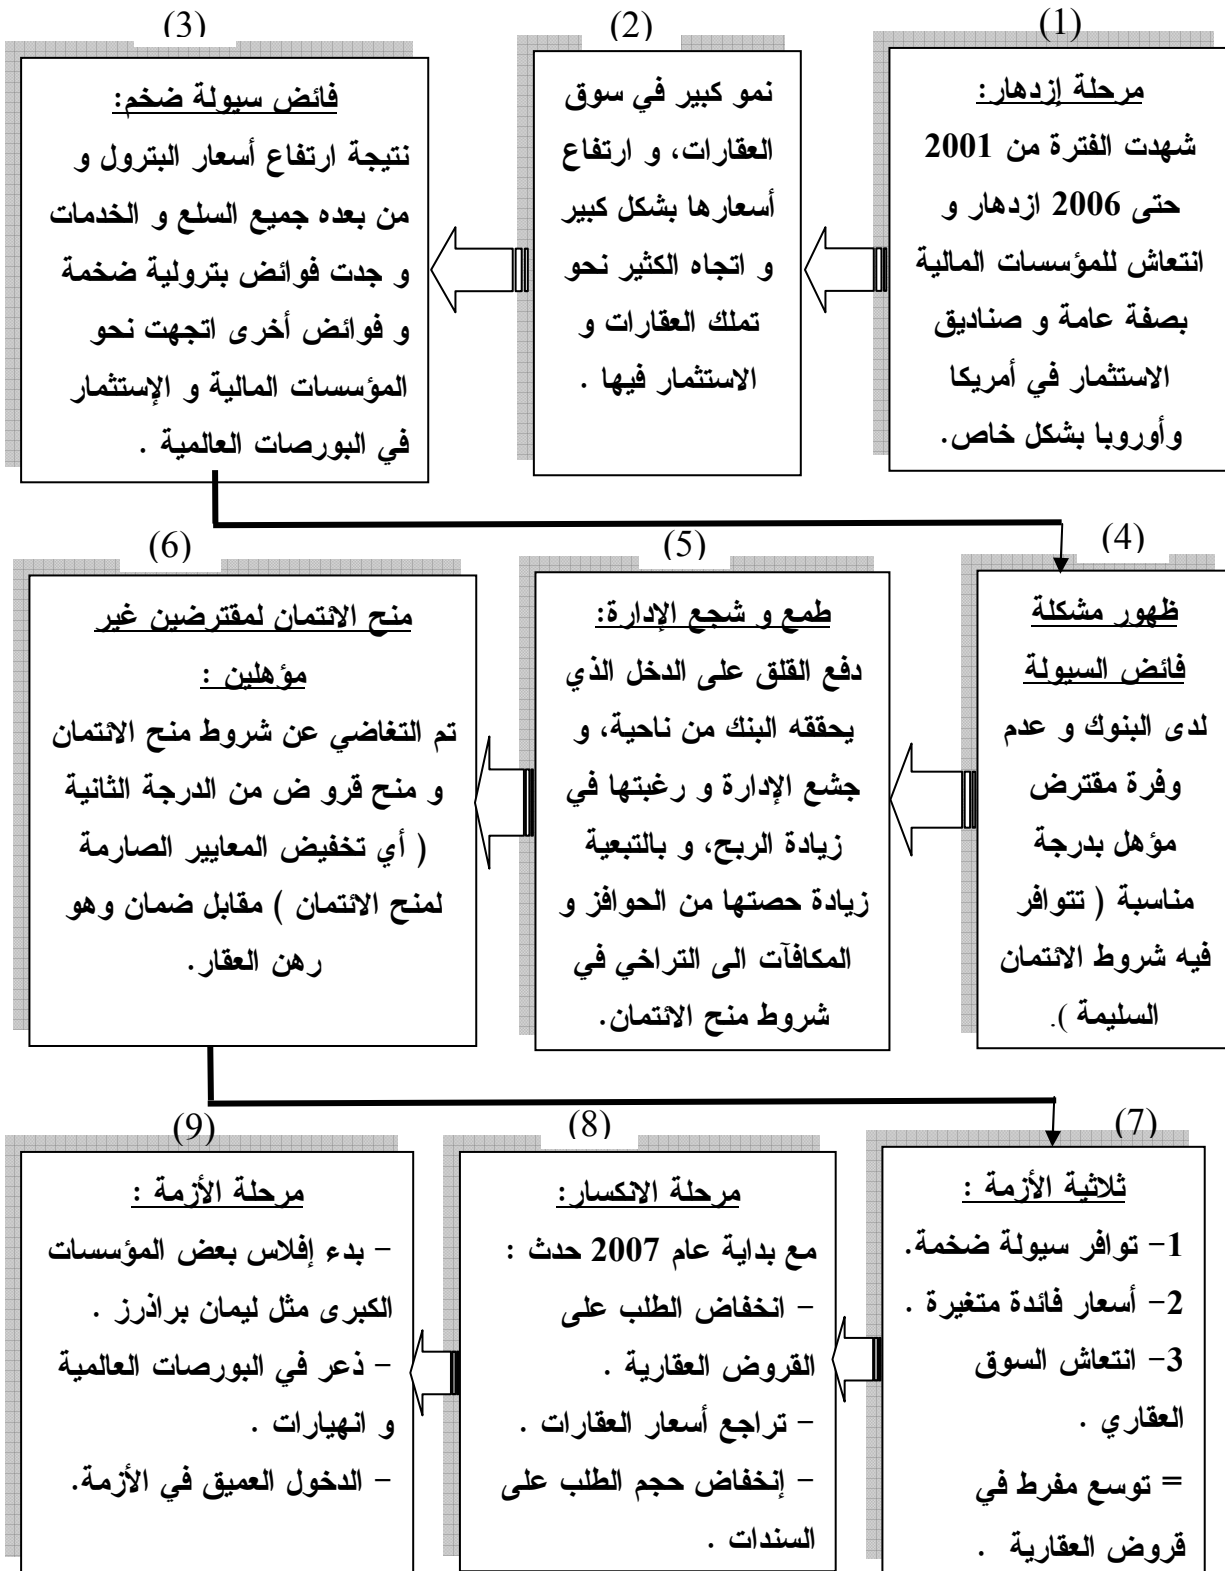 (1)
مرحلة إزدهار:
شهدت الفترة من 2001
حتى 2006 ازدهار و
انتعاش للمؤسسات المالية
بصفة عامة و صناديق
الاستثمار في أمريكا
وأوروبا بشكل خاص.
(2)
نمو كبير في سوق
العقارات، و ارتفاع
أسعارها بشكل كبير
و اتجاه الكثير نحو
تملك العقارات و
الاستثمار فيها .
(3)
فائض سيولة ضخم:
نتيجة ارتفاع أسعار البترول و
من بعده جميع السلع و الخدمات
و جدت فوائض بترولية ضخمة
و فوائض أخرى اتجهت نحو
المؤسسات المالية و الإستثمار
في البورصات العالمية .
(4)
ظهور مشكلة
فائض السيولة
لدى البنوك و عدم
وفرة مقترض
مؤهل بدرجة
مناسبة ( تتوافر
فيه شروط الائتمان
السليمة ).
(5)
طمع و شجع الإدارة:
دفع القلق على الدخل الذي
يحققه البنك من ناحية، و
جشع الإدارة و رغبتها في
زيادة الربح، و بالتبعية
زيادة حصتها من الحوافز و
المكافآت الى التراخي في
شروط منح الائتمان.
(6)
منح الائتمان لمقترضين غير
مؤهلين :
تم التغاضي عن شروط منح الائتمان
و منح قرو ض من الدرجة الثانية
( أي تخفيض المعايير الصارمة
لمنح الائتمان ) مقابل ضمان وهو
رهن العقار.
(7)
ثلاثية الأزمة :
1- توافر سيولة ضخمة.
2- أسعار فائدة متغيرة .
3- انتعاش السوق
العقاري .
= توسع مفرط في
قروض العقارية .
(8)
مرحلة الانكسار:
مع بداية عام 2007 حدث :
- انخفاض الطلب على
القروض العقارية .
- تراجع أسعار العقارات .
- إنخفاض حجم الطلب على
السندات .
(9)
مرحلة الأزمة :
- بدء إفلاس بعض المؤسسات
الكبرى مثل ليمان براذرز .
- ذعر في البورصات العالمية
و انهيارات .
- الدخول العميق في الأزمة.